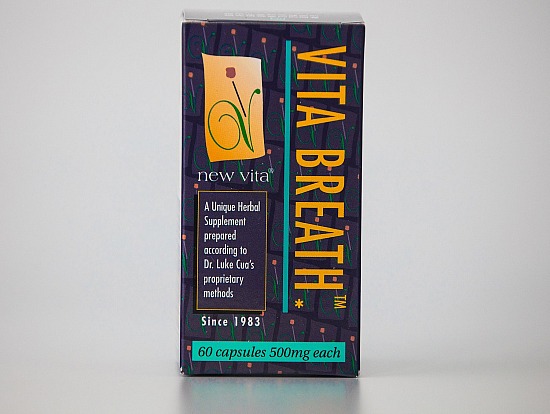 new vita®
A Unique Herbal
Supplement
prepared
according to
Dr. Luke Cua's
proprietary
methods
Since 1983
VITA BREATH™*
60 capsules 500mg each